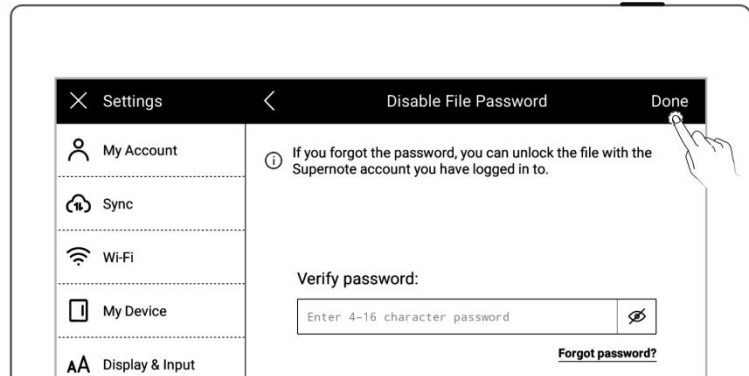 Settings
Disable File Password
Done
My Account
Sync
Wi-Fi
My Device
Display & Input
If you forgot the password, you can unlock the file with the
Supernote account you have logged in to.
Verify password:
Enter 4-16 character password
Forgot password?